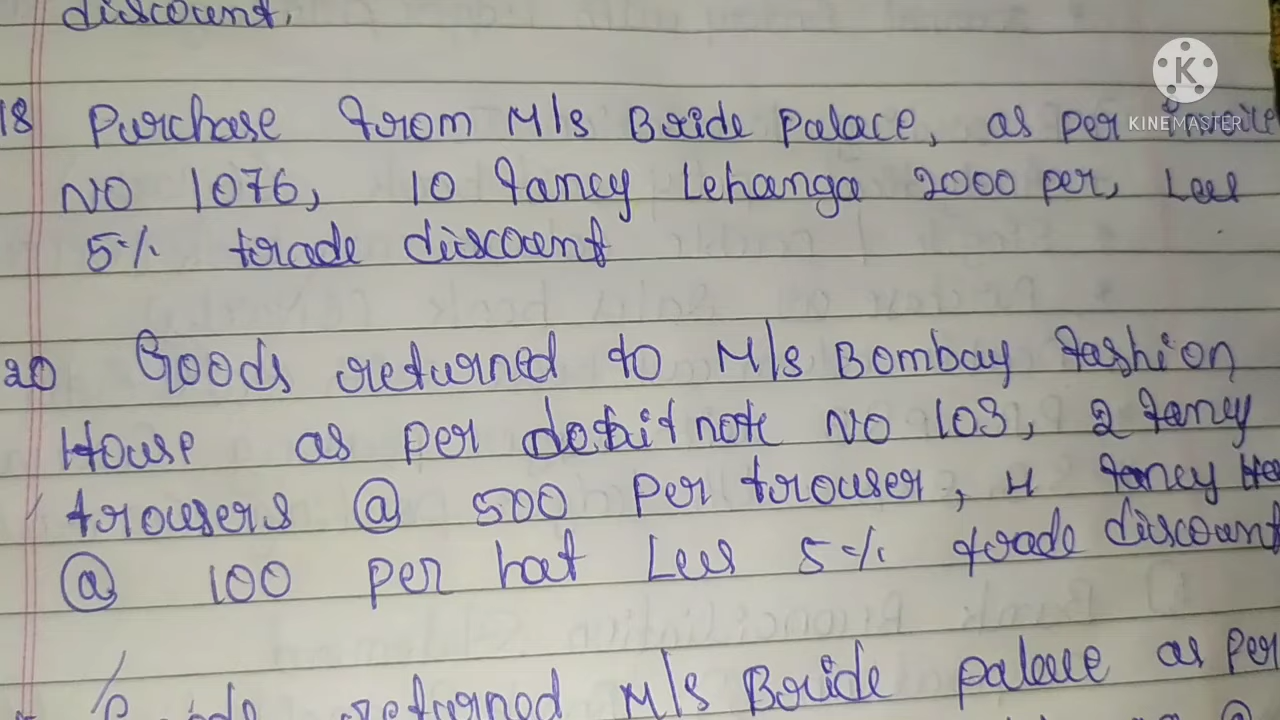 discount.
18 Purchase from M/s Bride palace, as per invoice
KINEMASTER
NO 1076, 10 fancy Lehanga 2000 per, Less
5% trade discount
20 Goods returned to M/s Bombay fashion
House as per debit note NO 103, 2 fancy
trousers @ 500 per trouser, 4 fancy Ha
@ 100 per hat Less 5% trade discount
returned M/s Bride palace as per
@